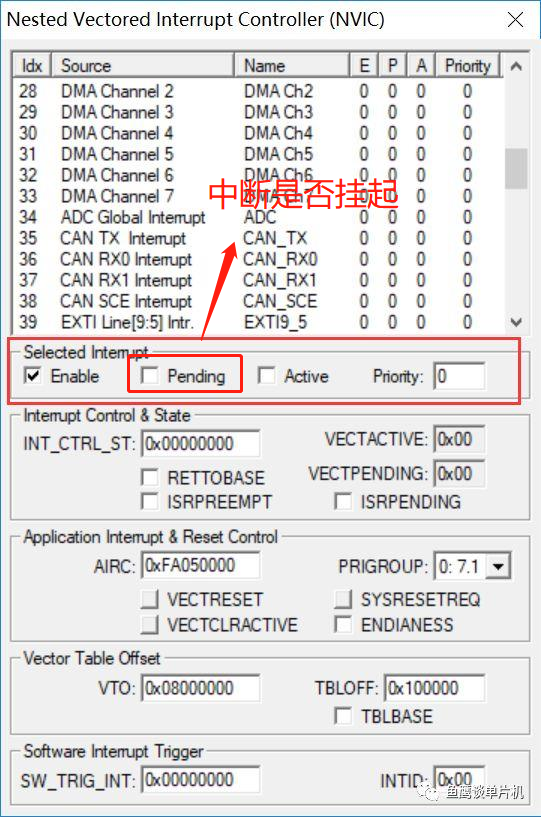 Nested Vectored Interrupt Controller (NVIC)
Idx Source Name E P A Priority
28 DMA Channel 2 DMA Ch2 0 0 0 0
29 DMA Channel 3 DMA Ch3 0 0 0 0
30 DMA Channel 4 DMA Ch4 0 0 0 0
31 DMA Channel 5 DMA Ch5 0 0 0 0
32 DMA Channel 6 DMA Ch6 0 0 0 0
33 DMA Channel 7 DMA Ch7 0 0 0 0
中断是否挂起
34 ADC Global Interrupt ADC 0 0 0 0
35 CAN TX Interrupt CAN_TX 0 0 0 0
36 CAN RX0 Interrupt CAN_RX0 0 0 0 0
37 CAN RX1 Interrupt CAN_RX1 0 0 0 0
38 CAN SCE Interrupt CAN_SCE 0 0 0 0
39 EXTI Line[9:5] Intr. EXTI9_5 0 0 0 0
Selected Interrupt
Enable Pending Active Priority: 0
Interrupt Control & State
INT_CTRL_ST: 0x00000000 VECTACTIVE: 0x00
RETTOBASE VECTPENDING: 0x00
ISRPREEMPT ISRPENDING
Application Interrupt & Reset Control
AIRC: 0xFA050000 PRIGROUP: 0: 7.1
VECTRESET SYSRESETREQ
VECTCLRACTIVE ENDIANESS
Vector Table Offset
VTO: 0x08000000 TBLOFF: 0x100000
TBLBASE
Software Interrupt Trigger
SW_TRIG_INT: 0x00000000 INTID: 0x00
鱼鹰谈单片机